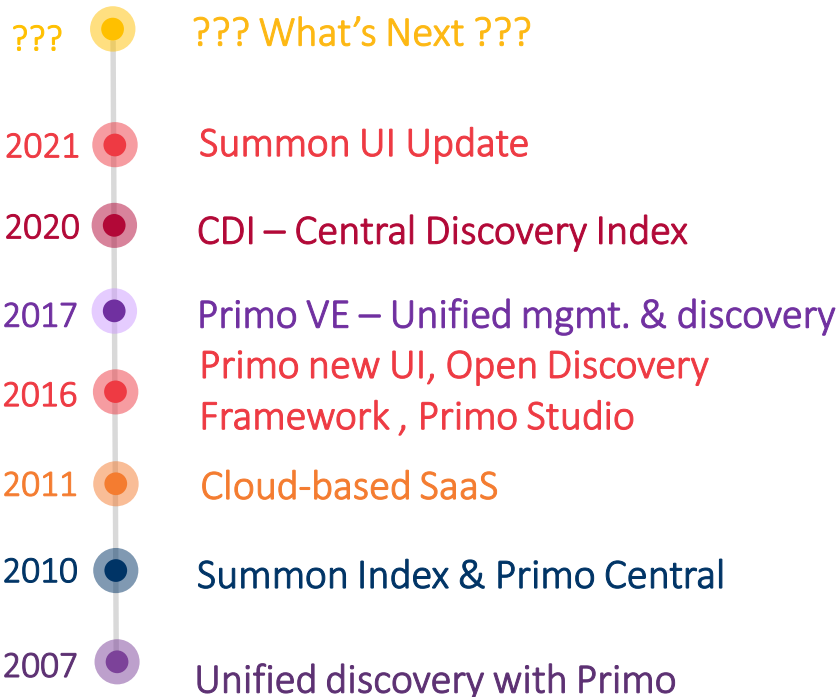 ??? ??? What’s Next ???
2021 Summon UI Update
2020 CDI – Central Discovery Index
2017 Primo VE – Unified mgmt. & discovery
2016 Primo new UI, Open Discovery
Framework , Primo Studio
2011 Cloud-based SaaS
2010 Summon Index & Primo Central
2007 Unified discovery with Primo